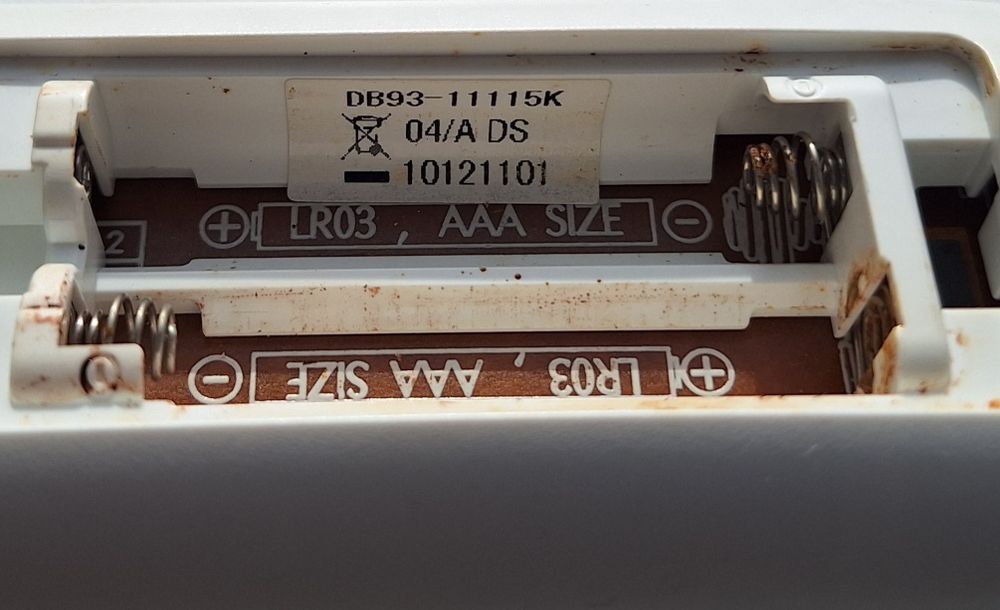 DB93-11115K
04/A DS
10121101
2
+ LR03 , AAA SIZE -
- LR03 , AAA SIZE +